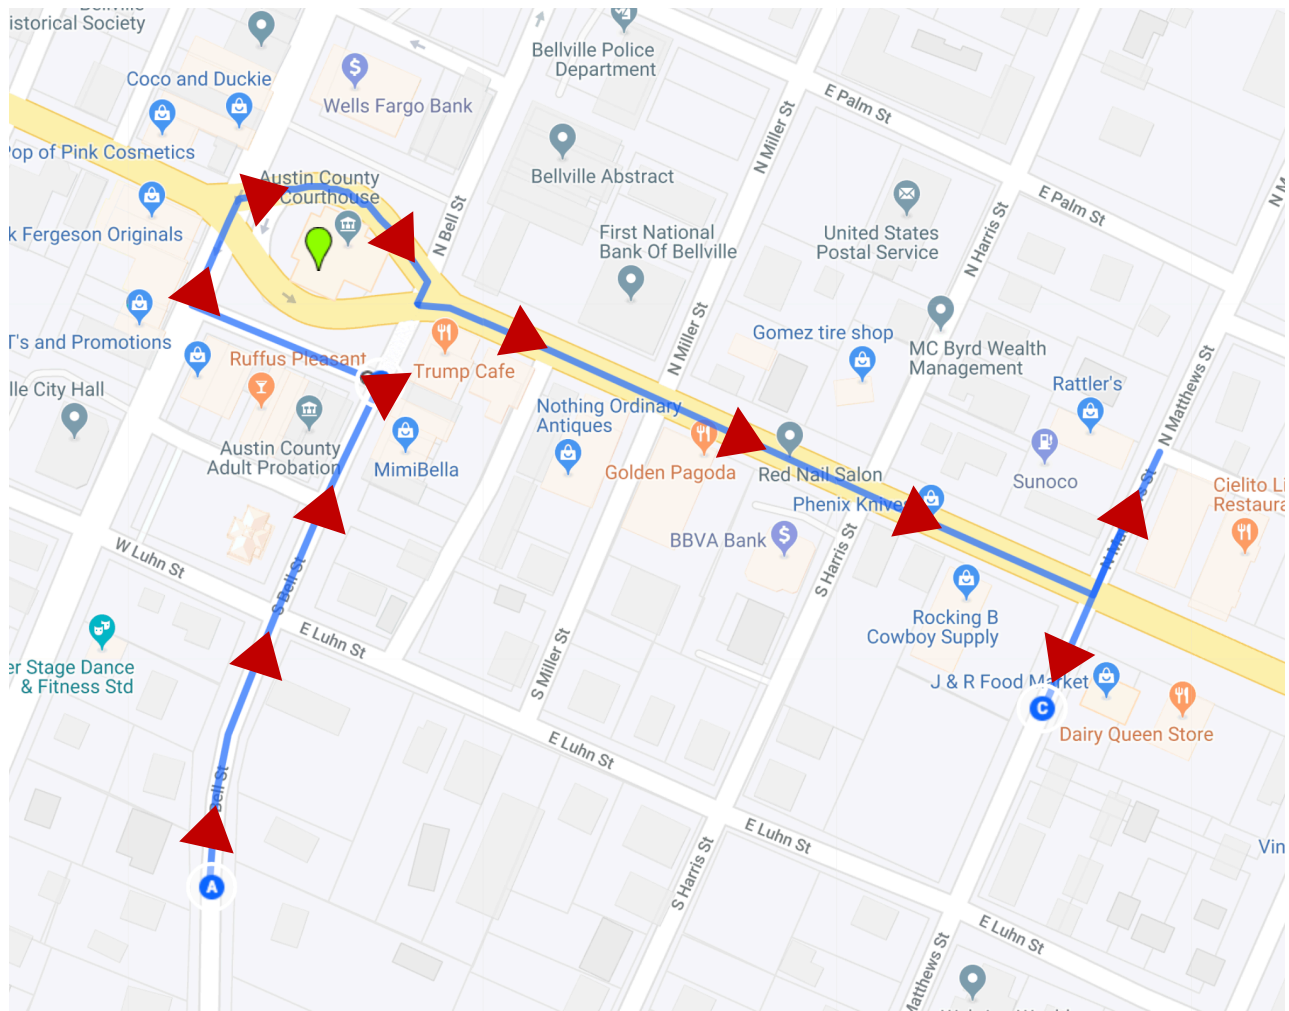 istorical Society
Bellville Police
Department
Coco and Duckie
Wells Fargo Bank
E Palm St
N Miller St
Pop of Pink Cosmetics
Bellville Abstract
Austin County
Courthouse
E Palm St
k Fergeson Originals
N Bell St
First National
Bank Of Bellville
United States
Postal Service
N Harris St
T's and Promotions
Ruffus Pleasant
Trump Cafe
N Miller St
Gomez tire shop
MC Byrd Wealth
Management
Rattler's
N Matthews St
lle City Hall
Nothing Ordinary
Antiques
Austin County
Adult Probation
MimiBella
Golden Pagoda
Red Nail Salon
Sunoco
Phenix Knives
Cielito Li
Restaura
BBVA Bank
W Luhn St
S Bell St
S Harris St
Rocking B
Cowboy Supply
E Luhn St
er Stage Dance
& Fitness Std
S Miller St
J & R Food Market
C
Dairy Queen Store
E Luhn St
Bell St
A
E Luhn St
Vin
S Harris St
E Luhn St
Matthews St